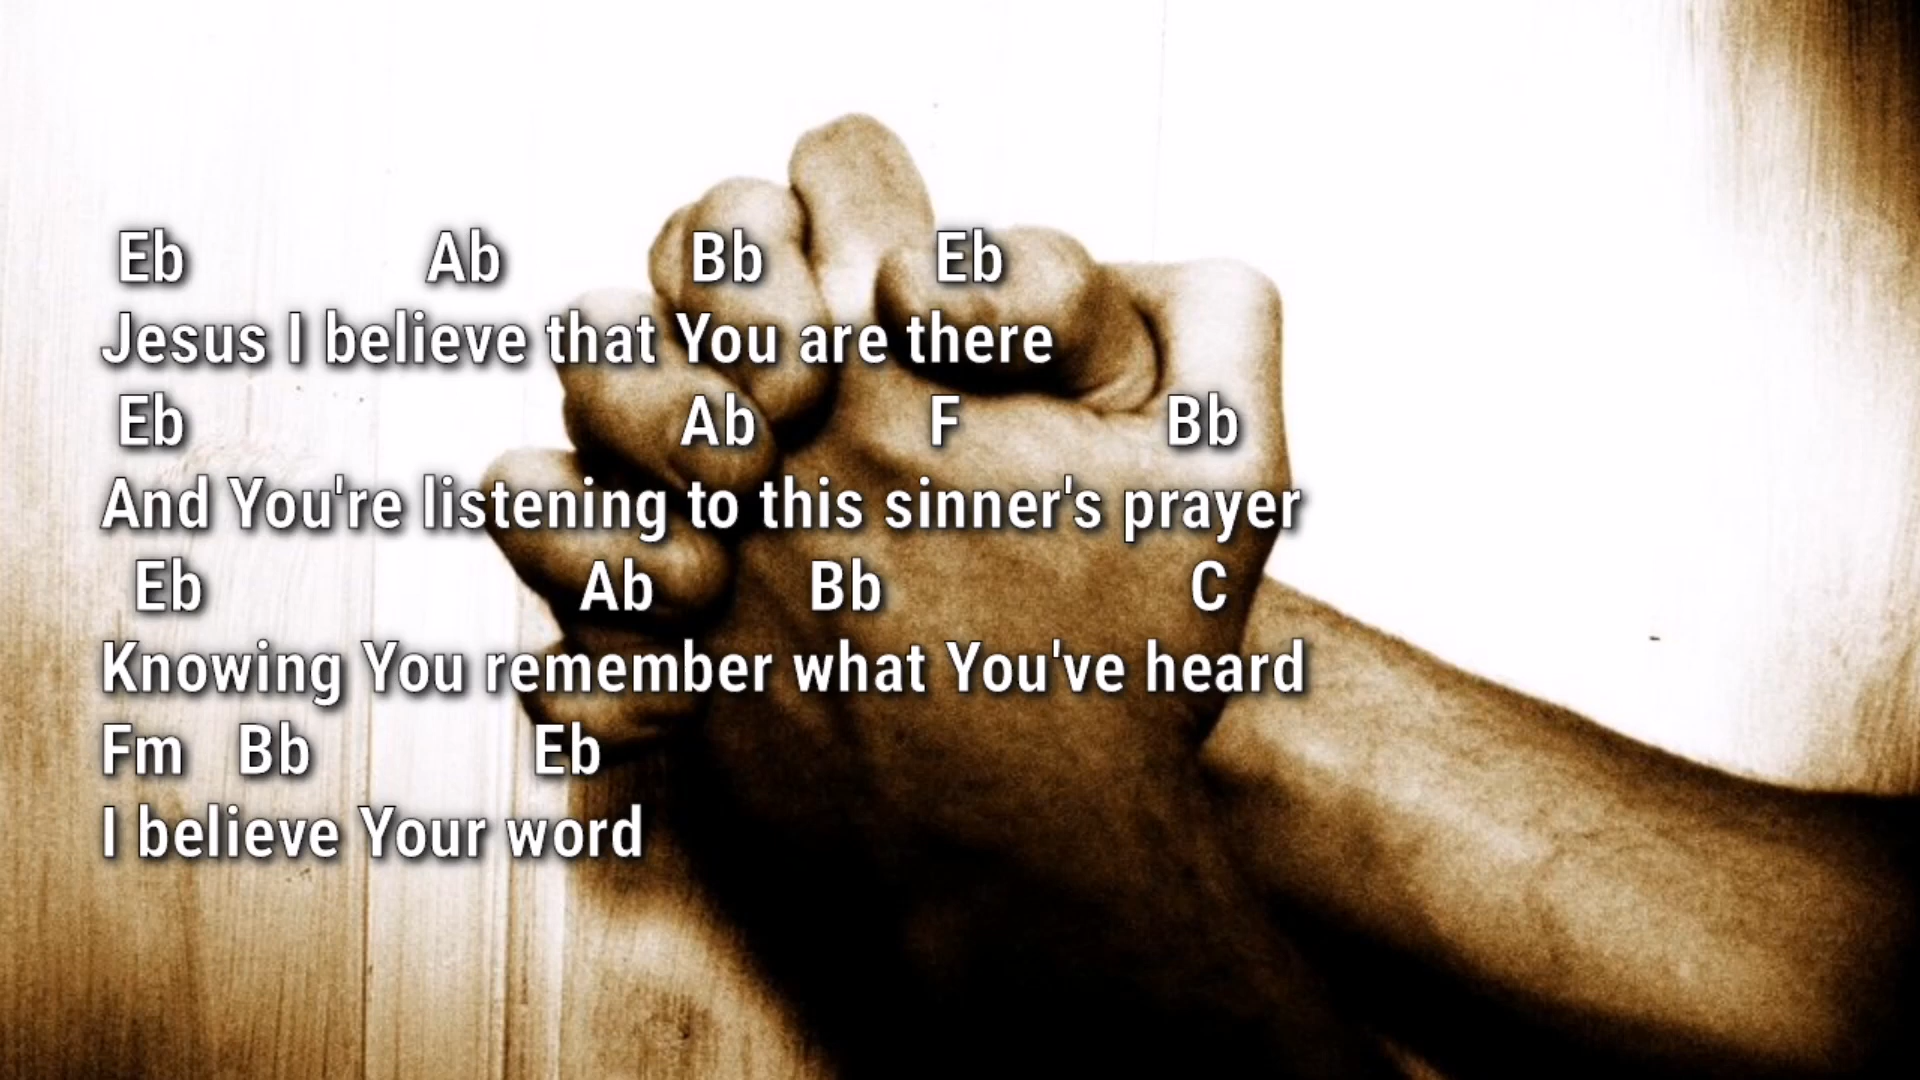 Eb Ab Bb Eb
Jesus I believe that You are there
Eb Ab F Bb
And You're listening to this sinner's prayer
Eb Ab Bb C
Knowing You remember what You've heard
Fm Bb Eb
I believe Your word